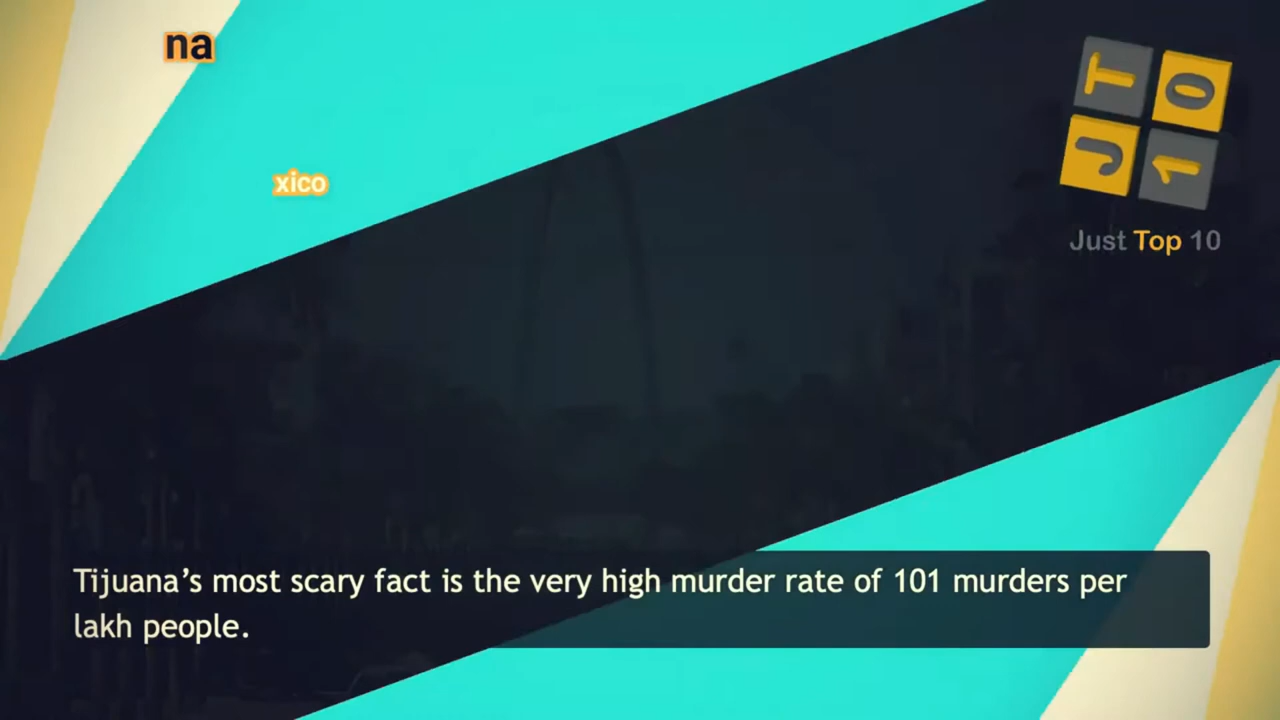 na
xico
JT10
Just Top 10
Tijuana’s most scary fact is the very high murder rate of 101 murders per
lakh people.